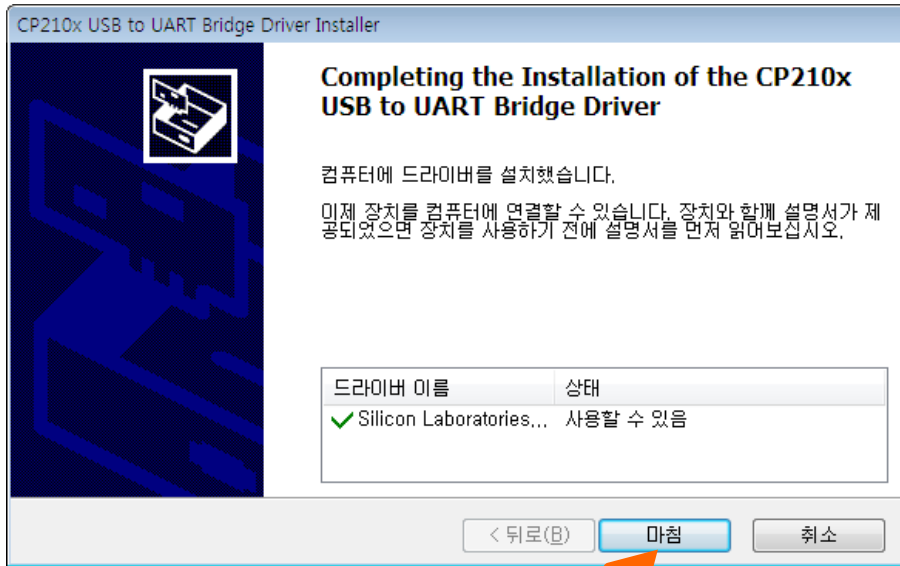 CP210x USB to UART Bridge Driver Installer
Completing the Installation of the CP210x
USB to UART Bridge Driver
컴퓨터에 드라이버를 설치했습니다.
이제 장치를 컴퓨터에 연결할 수 있습니다. 장치와 함께 설명서가 제
공되었으면 장치를 사용하기 전에 설명서를 먼저 읽어보십시오.
드라이버 이름 상태
Silicon Laboratories... 사용할 수 있음
< 뒤로(B) 마침 취소